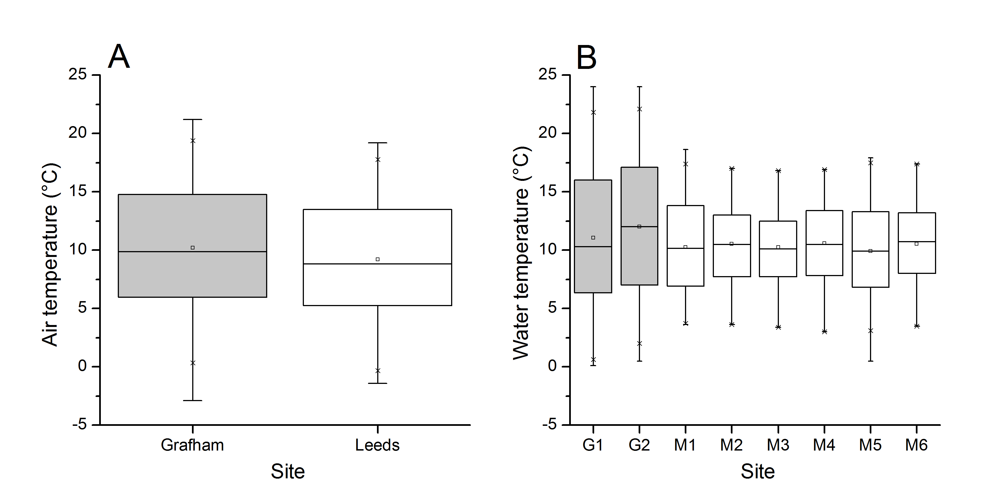 A
25
20
15
10
5
0
-5
Air temperature (°C)
Grafham Leeds
Site
B
25
20
15
10
5
0
-5
Water temperature (°C)
G1 G2 M1 M2 M3 M4 M5 M6
Site